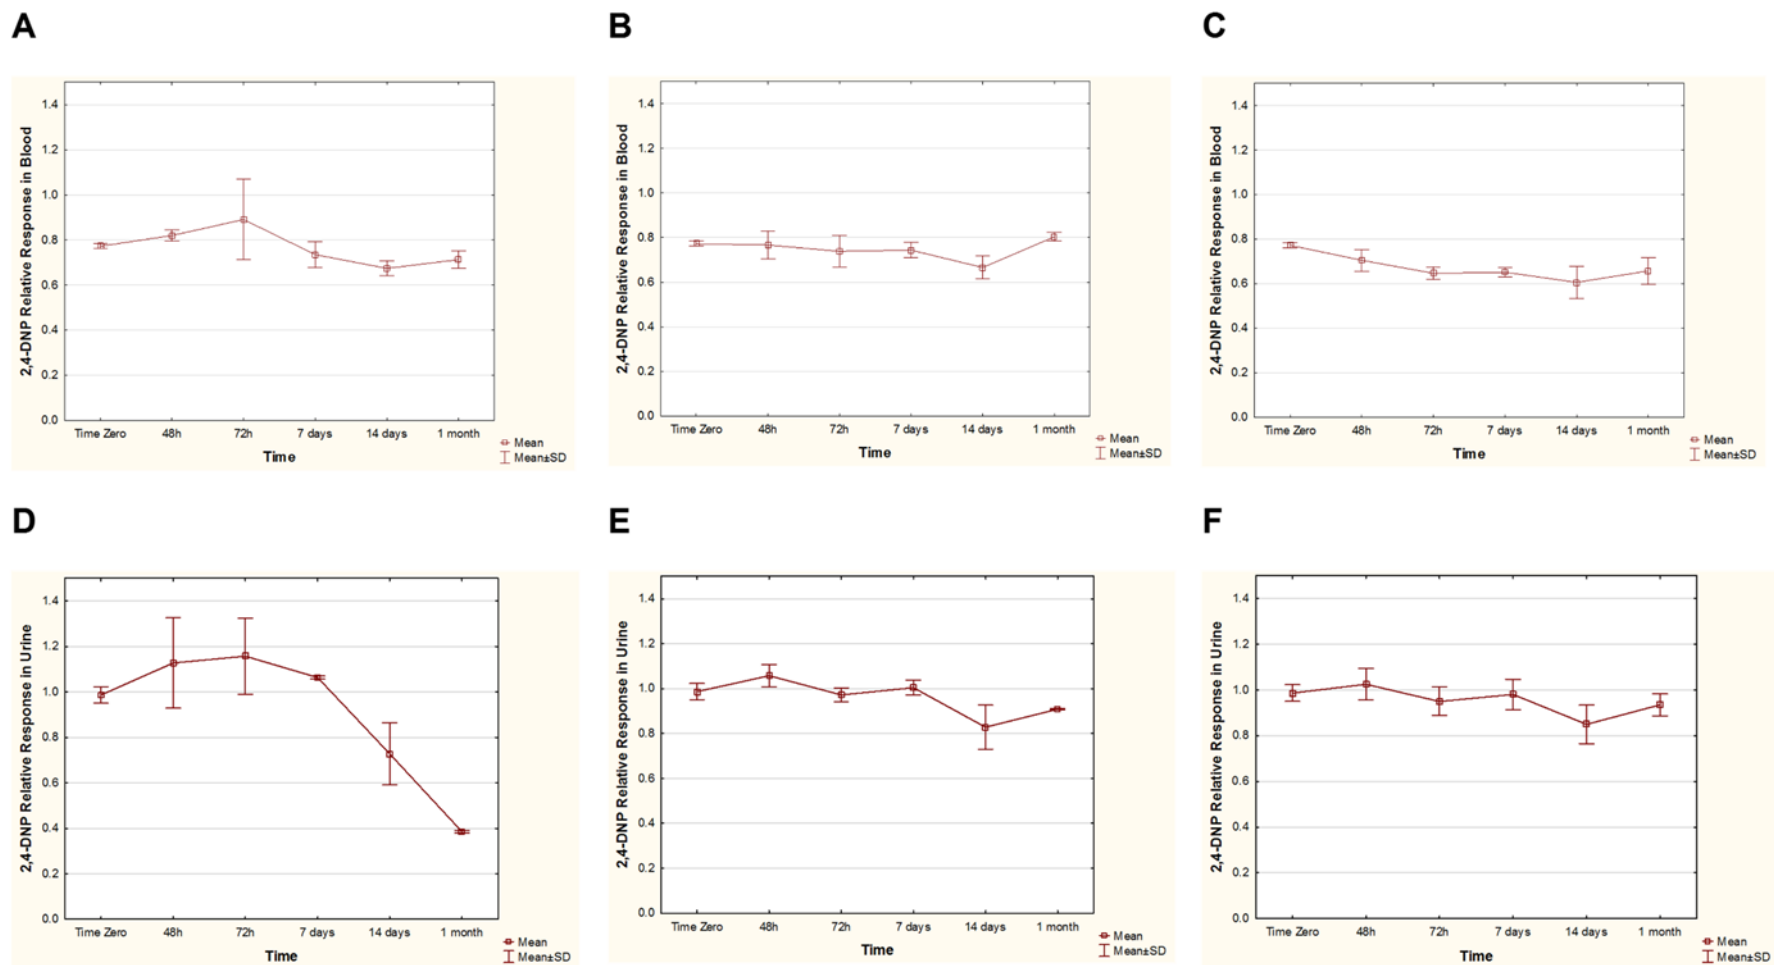 A
2,4-DNP Relative Response in Blood
1.4
1.2
1.0
0.8
0.6
0.4
0.2
0.0
Time Zero 48h 72h 7 days 14 days 1 month
Time
Mean
Mean±SD
B
2,4-DNP Relative Response in Blood
1.4
1.2
1.0
0.8
0.6
0.4
0.2
0.0
Time Zero 48h 72h 7 days 14 days 1 month
Time
Mean
Mean±SD
C
2,4-DNP Relative Response in Blood
1.4
1.2
1.0
0.8
0.6
0.4
0.2
0.0
Time Zero 48h 72h 7 days 14 days 1 month
Time
Mean
Mean±SD
D
2,4-DNP Relative Response in Urine
1.4
1.2
1.0
0.8
0.6
0.4
0.2
0.0
Time Zero 48h 72h 7 days 14 days 1 month
Time
Mean
Mean±SD
E
2,4-DNP Relative Response in Urine
1.4
1.2
1.0
0.8
0.6
0.4
0.2
0.0
Time Zero 48h 72h 7 days 14 days 1 month
Time
Mean
Mean±SD
F
2,4-DNP Relative Response in Urine
1.4
1.2
1.0
0.8
0.6
0.4
0.2
0.0
Time Zero 48h 72h 7 days 14 days 1 month
Time
Mean
Mean±SD